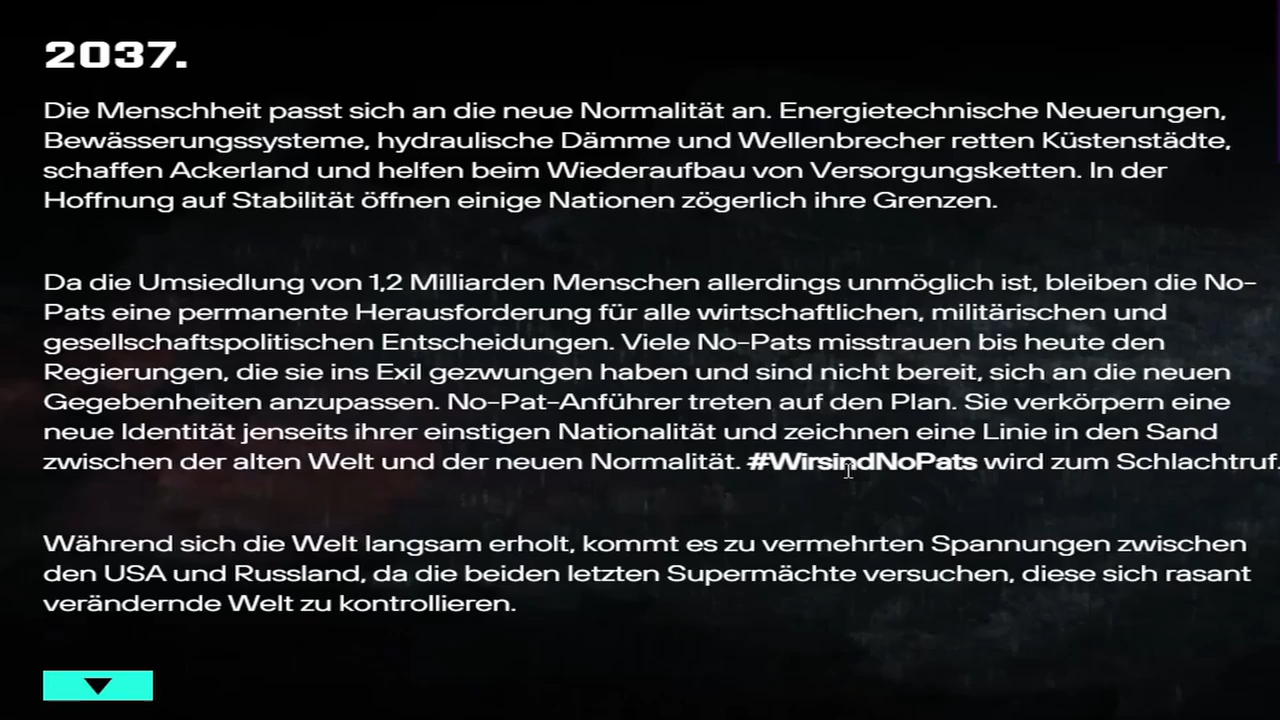 2037.
Die Menschheit passt sich an die neue Normalität an. Energietechnische Neuerungen,
Bewässerungssysteme, hydraulische Dämme und Wellenbrecher retten Küstenstädte,
schaffen Ackerland und helfen beim Wiederaufbau von Versorgungsketten. In der
Hoffnung auf Stabilität öffnen einige Nationen zögerlich ihre Grenzen.
Da die Umsiedlung von 1,2 Milliarden Menschen allerdings unmöglich ist, bleiben die No-
Pats eine permanente Herausforderung für alle wirtschaftlichen, militärischen und
gesellschaftspolitischen Entscheidungen. Viele No-Pats misstrauen bis heute den
Regierungen, die sie ins Exil gezwungen haben und sind nicht bereit, sich an die neuen
Gegebenheiten anzupassen. No-Pat-Anführer treten auf den Plan. Sie verkörpern eine
neue Identität jenseits ihrer einstigen Nationalität und zeichnen eine Linie in den Sand
zwischen der alten Welt und der neuen Normalität. #WirsindNoPats wird zum Schlachtruf.
Während sich die Welt langsam erholt, kommt es zu vermehrten Spannungen zwischen
den USA und Russland, da die beiden letzten Supermächte versuchen, diese sich rasant
verändernde Welt zu kontrollieren.